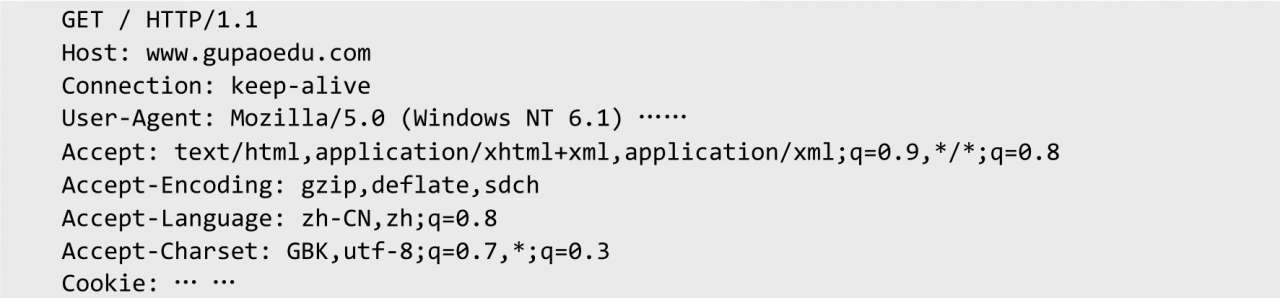 GET / HTTP/1.1
Host: www.gupaoedu.com
Connection: keep-alive
User-Agent: Mozilla/5.0 (Windows NT 6.1) ……
Accept: text/html,application/xhtml+xml,application/xml;q=0.9,*/*;q=0.8
Accept-Encoding: gzip,deflate,sdch
Accept-Language: zh-CN,zh;q=0.8
Accept-Charset: GBK,utf-8;q=0.7,*;q=0.3
Cookie: … …